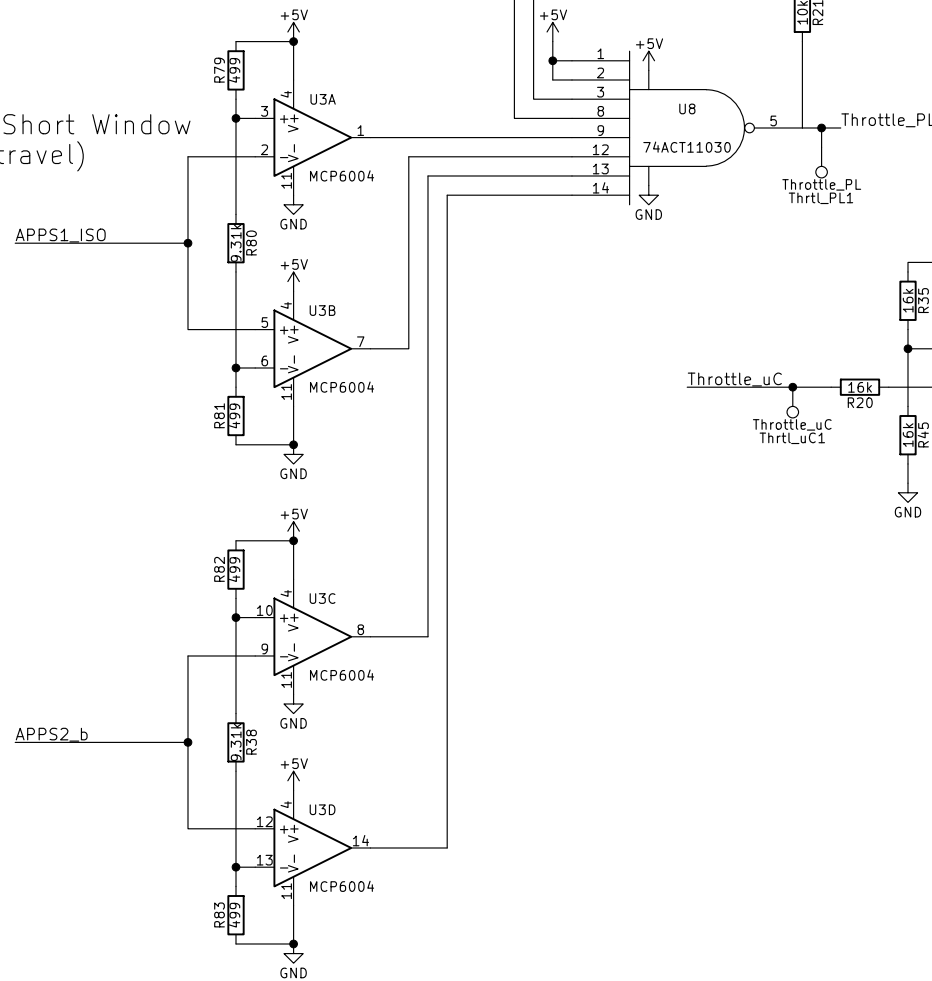 +5V
R79
499
4
U3A
3
+
+
V
1
2
−
V−
MCP6004
11
GND
Short Window
travel)
APPS1_ISO
9.31k
R80
+5V
4
U3B
5
+
+
V
7
6
−
V−
MCP6004
11
R81
499
GND
+5V
R82
499
4
U3C
10
+
+
V
8
9
−
V−
MCP6004
11
GND
APPS2_b
9.31k
R38
+5V
4
U3D
12
+
+
V
14
13
−
V−
MCP6004
11
R83
499
GND
+5V
+5V
1
2
3
8
9
12
13
14
U8
74ACT11030
5
GND
10k
R21
Throttle_PL
Throttle_PL
Thrtl_PL1
16k
R35
Throttle_uC
16k
R20
Throttle_uC
Thrtl_uC1
16k
R45
GND